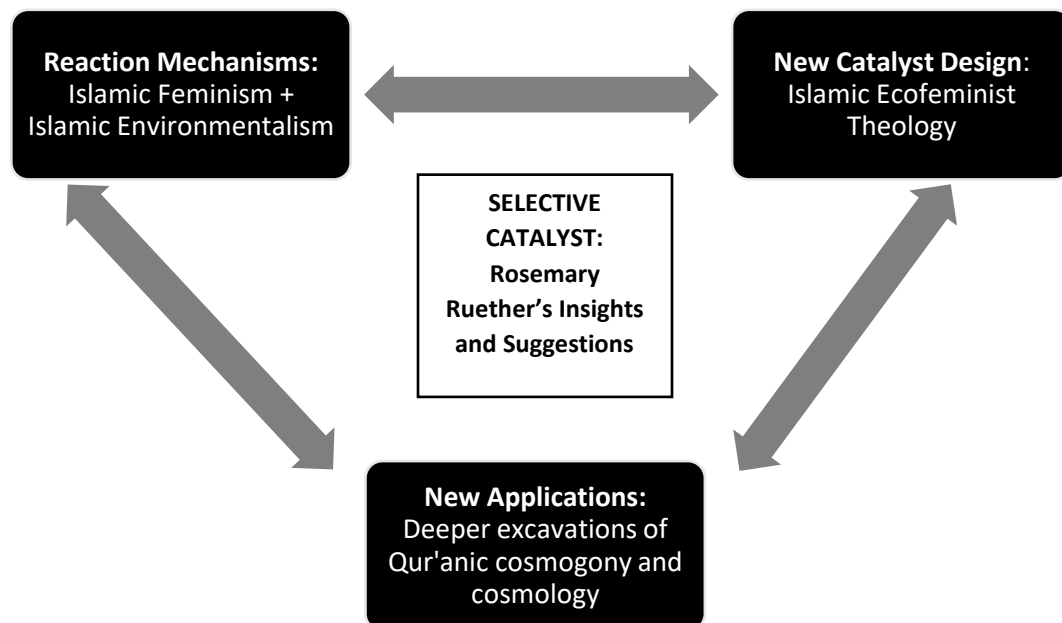 Reaction Mechanisms:
Islamic Feminism +
Islamic Environmentalism
New Catalyst Design:
Islamic Ecofeminist
Theology
SELECTIVE
CATALYST:
Rosemary
Ruether’s Insights
and Suggestions
New Applications:
Deeper excavations of
Qur'anic cosmogony and
cosmology